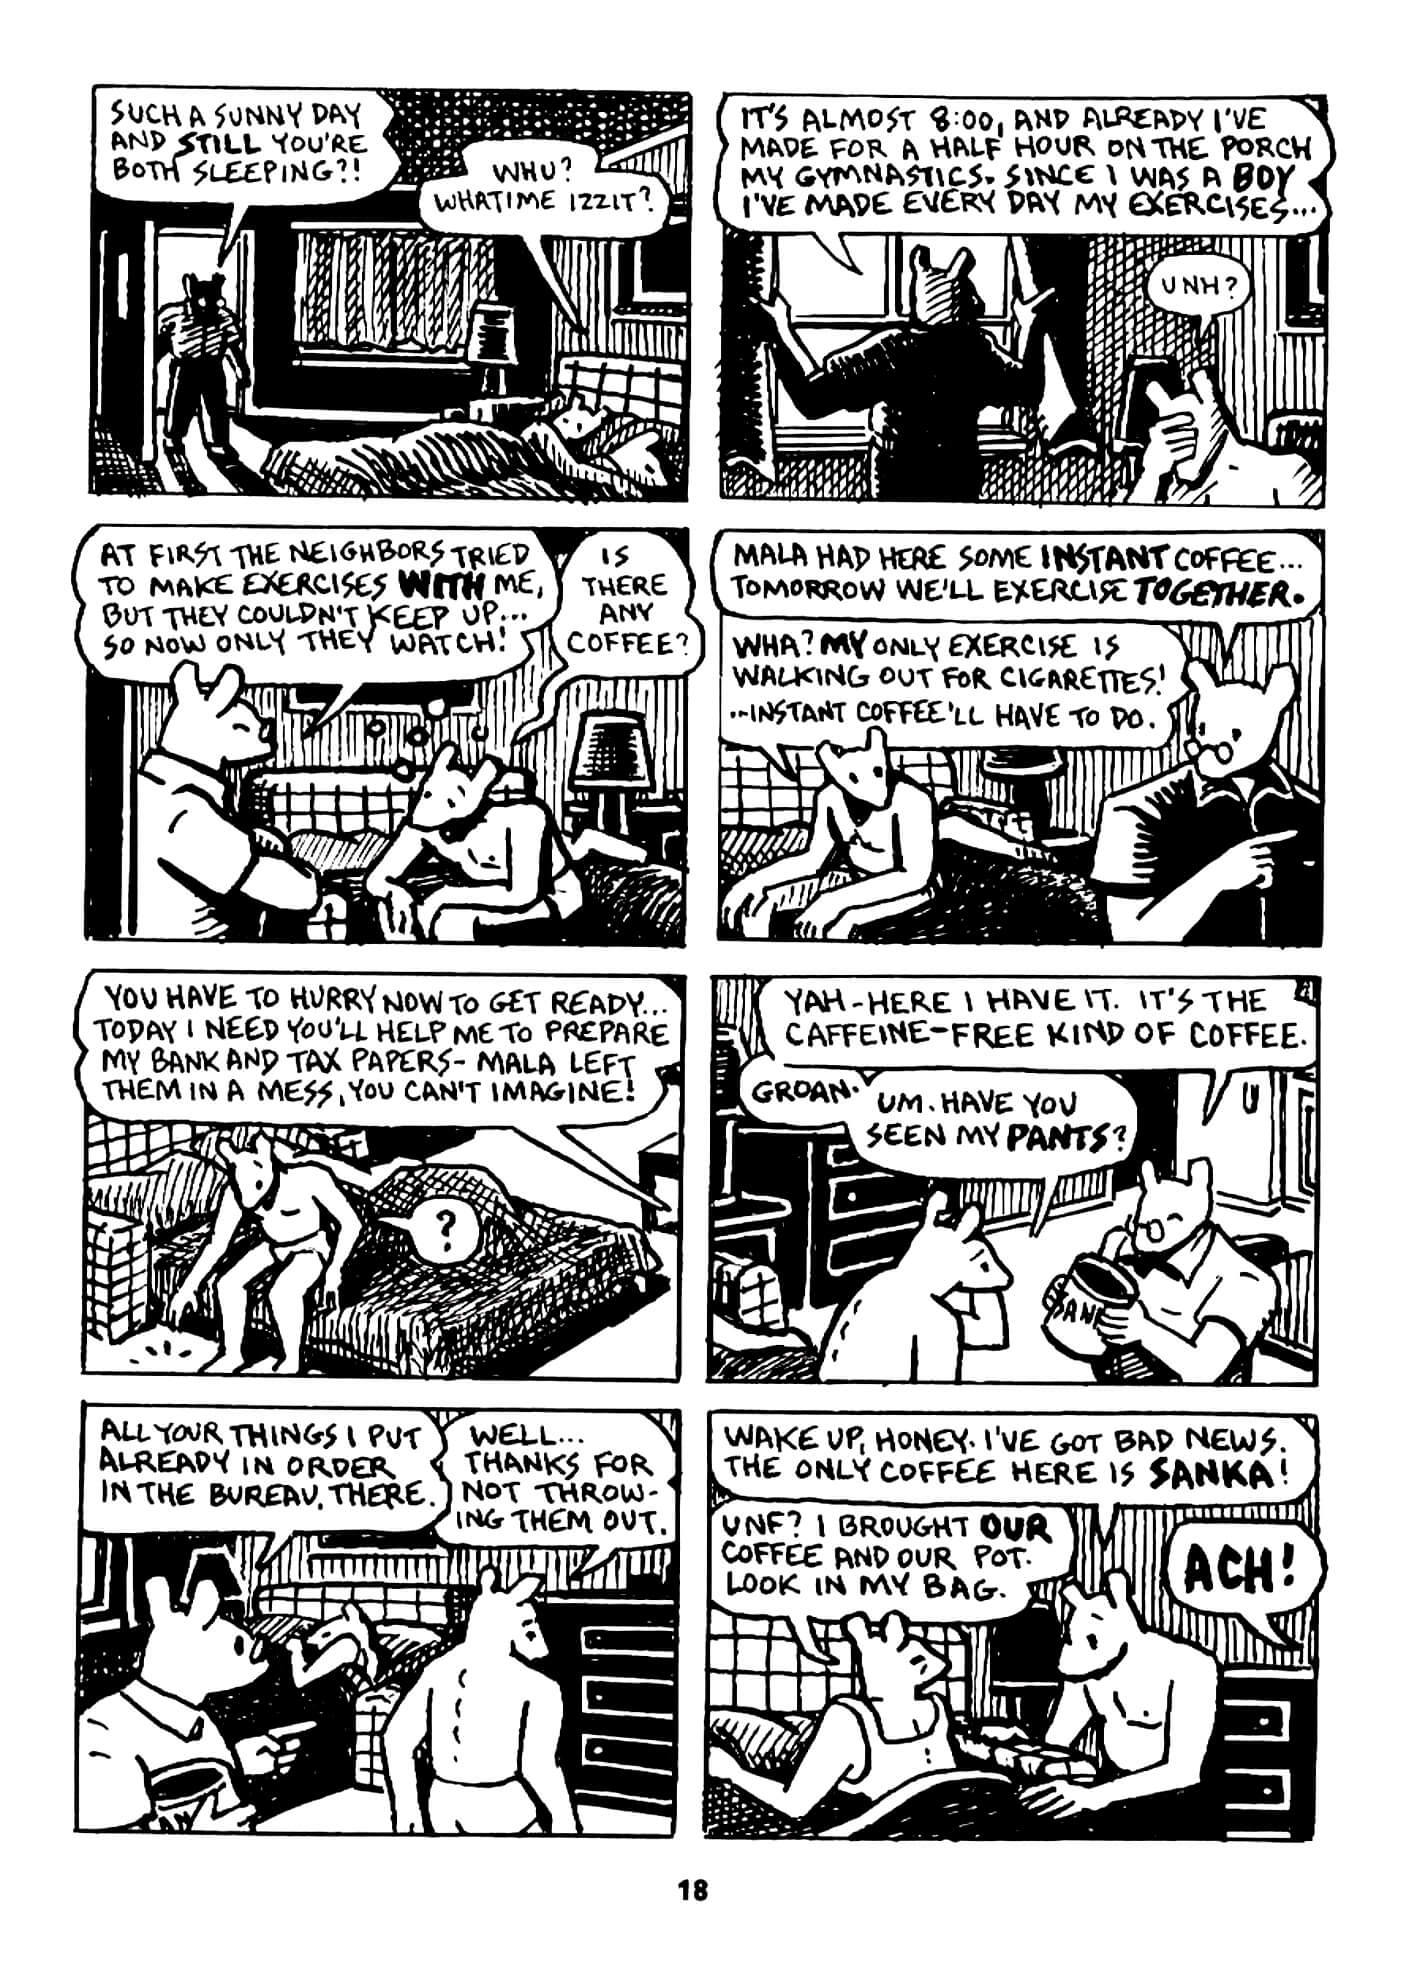 SUCH A SUNNY DAY
AND STILL YOU'RE
BOTH SLEEPING?!
WHU?
WHATIME IZZIT?
IT'S ALMOST 8:00, AND ALREADY I'VE
MADE FOR A HALF HOUR ON THE PORCH
MY GYMNASTICS. SINCE I WAS A BOY
I'VE MADE EVERY DAY MY EXERCISES...
UNH?
AT FIRST THE NEIGHBORS TRIED
TO MAKE EXERCISES WITH ME,
BUT THEY COULDN'T KEEP UP...
SO NOW ONLY THEY WATCH!
IS
THERE
ANY
COFFEE?
MALA HAD HERE SOME INSTANT COFFEE...
TOMORROW WE'LL EXERCISE TOGETHER.
WHA? MY ONLY EXERCISE IS
WALKING OUT FOR CIGARETTES!
..INSTANT COFFEE'LL HAVE TO DO.
YOU HAVE TO HURRY NOW TO GET READY...
TODAY I NEED YOU'LL HELP ME TO PREPARE
MY BANK AND TAX PAPERS- MALA LEFT
THEM IN A MESS, YOU CAN'T IMAGINE!
?
YAH-HERE I HAVE IT. IT'S THE
CAFFEINE-FREE KIND OF COFFEE.
GROAN.
UM. HAVE YOU
SEEN MY PANTS?
SANK
ALL YOUR THINGS I PUT
ALREADY IN ORDER
IN THE BUREAU, THERE.
WELL...
THANKS FOR
NOT THROW-
ING THEM OUT.
WAKE UP, HONEY. I'VE GOT BAD NEWS.
THE ONLY COFFEE HERE IS SANKA!
UNF? I BROUGHT OUR
COFFEE AND OUR POT.
LOOK IN MY BAG.
ACH!
18